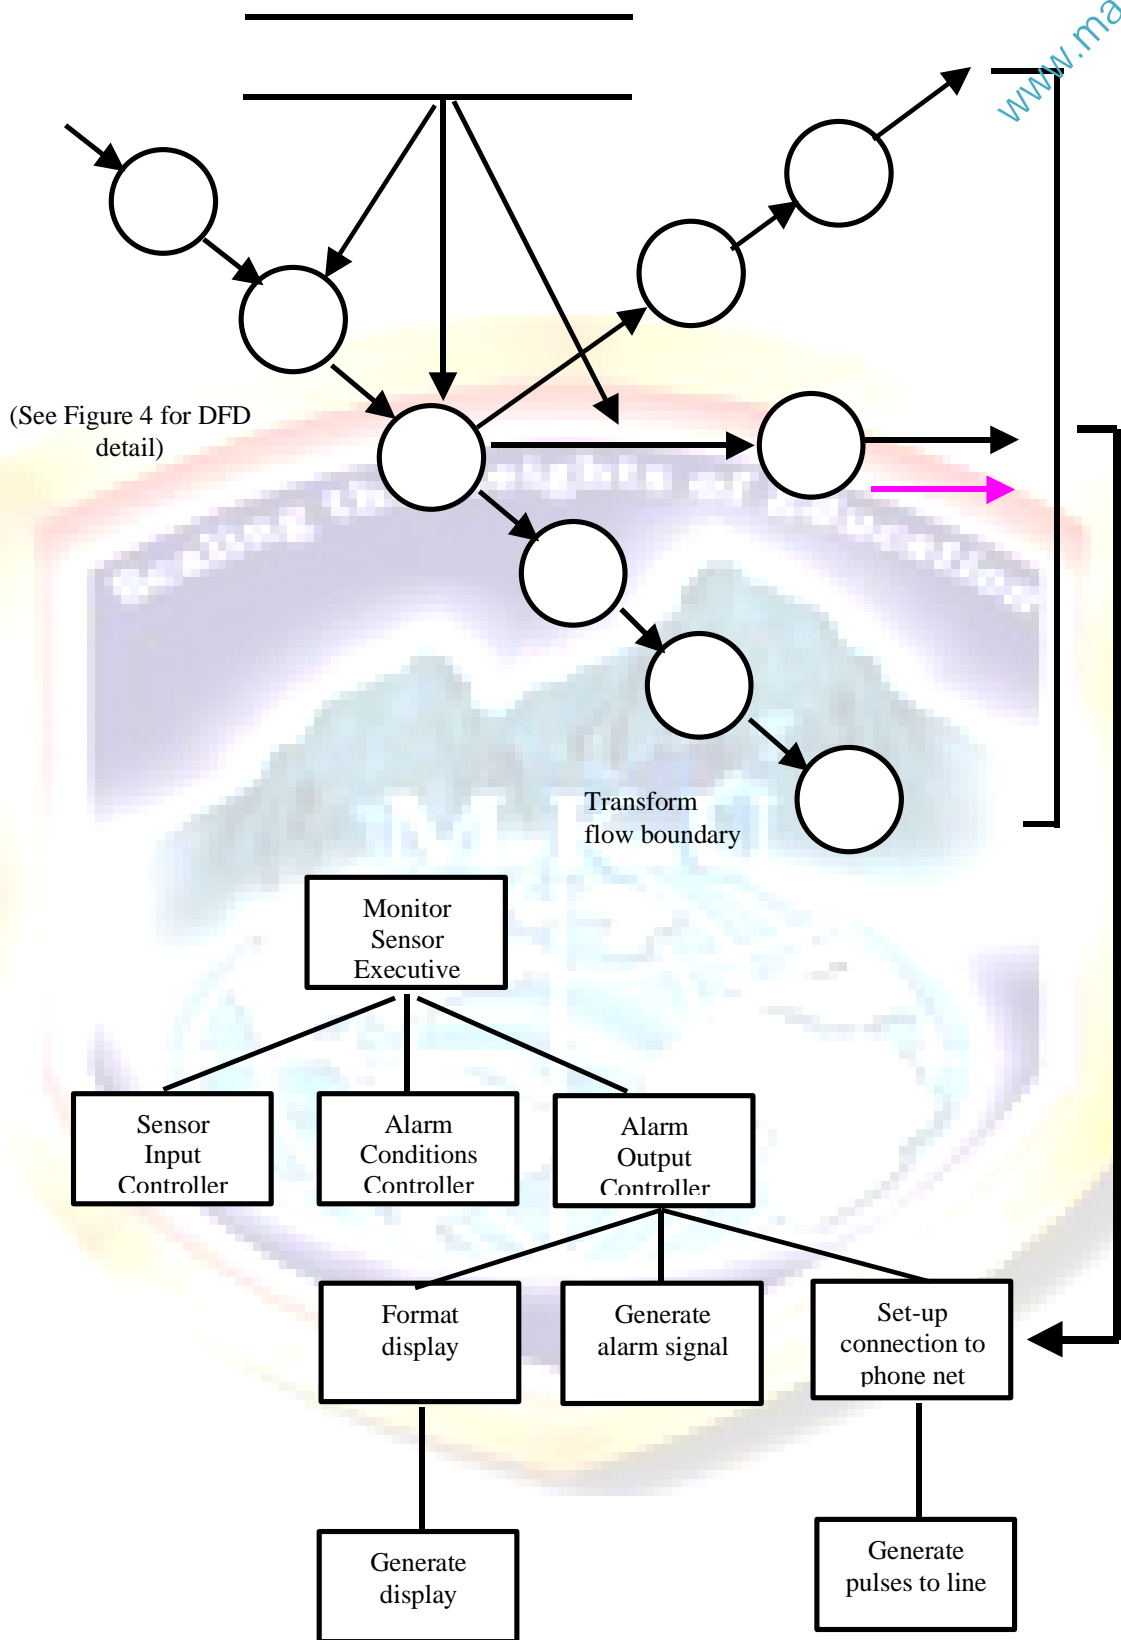 www.ma
(See Figure 4 for DFD
detail)
Transform
flow boundary
Monitor
Sensor
Executive
Sensor
Input
Controller
Alarm
Conditions
Controller
Alarm
Output
Controller
Format
display
Generate
alarm signal
Set-up
connection to
phone net
Generate
display
Generate
pulses to line